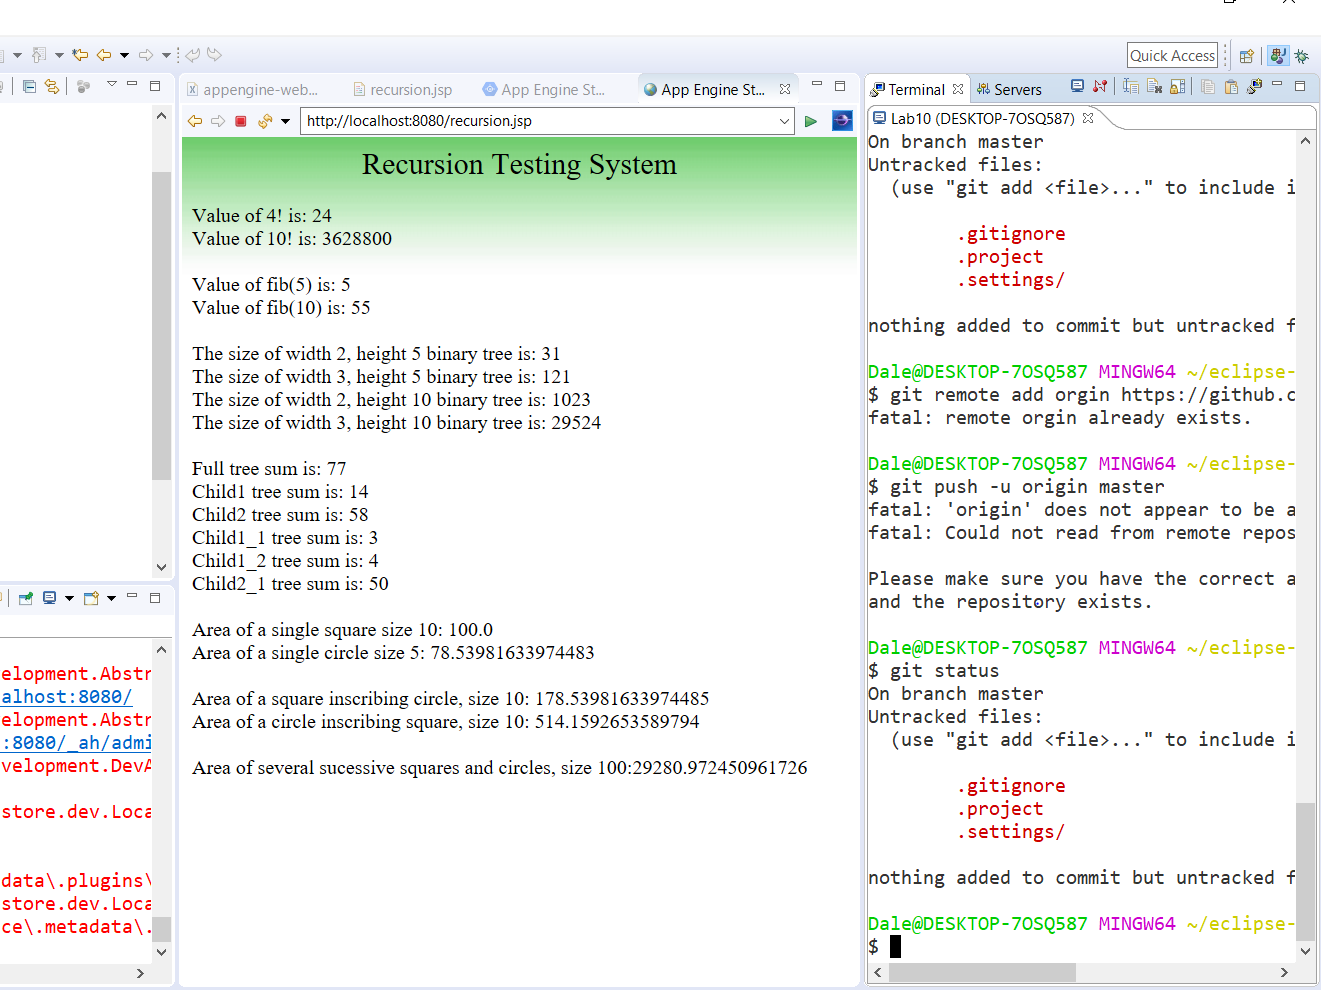 Quick Access
appengine-web...
recursion.jsp
App Engine St...
App Engine St...
http://localhost:8080/recursion.jsp
Recursion Testing System
Value of 4! is: 24
Value of 10! is: 3628800
Value of fib(5) is: 5
Value of fib(10) is: 55
The size of width 2, height 5 binary tree is: 31
The size of width 3, height 5 binary tree is: 121
The size of width 2, height 10 binary tree is: 1023
The size of width 3, height 10 binary tree is: 29524
Full tree sum is: 77
Child1 tree sum is: 14
Child2 tree sum is: 58
Child1_1 tree sum is: 3
Child1_2 tree sum is: 4
Child2_1 tree sum is: 50
Area of a single square size 10: 100.0
Area of a single circle size 5: 78.53981633974483
Area of a square inscribing circle, size 10: 178.53981633974485
Area of a circle inscribing square, size 10: 514.1592653589794
Area of several sucessive squares and circles, size 100:29280.972450961726
elopment.Abstr
alhost:8080/
elopment.Abstr
:8080/_ah/admi
velopment.DevA
store.dev.Loca
data\.plugins\
store.dev.Loca
ce\.metadata\.
Terminal
Servers
Lab10 (DESKTOP-7OSQ587)
On branch master
Untracked files:
(use "git add <file>..." to include i
.gitignore
.project
.settings/
nothing added to commit but untracked f
Dale@DESKTOP-7OSQ587 MINGW64 ~/eclipse-
$ git remote add orgin https://github.c
fatal: remote orgin already exists.
Dale@DESKTOP-7OSQ587 MINGW64 ~/eclipse-
$ git push -u origin master
fatal: 'origin' does not appear to be a
fatal: Could not read from remote repos
Please make sure you have the correct a
and the repository exists.
Dale@DESKTOP-7OSQ587 MINGW64 ~/eclipse-
$ git status
On branch master
Untracked files:
(use "git add <file>..." to include i
.gitignore
.project
.settings/
nothing added to commit but untracked f
Dale@DESKTOP-7OSQ587 MINGW64 ~/eclipse-
$